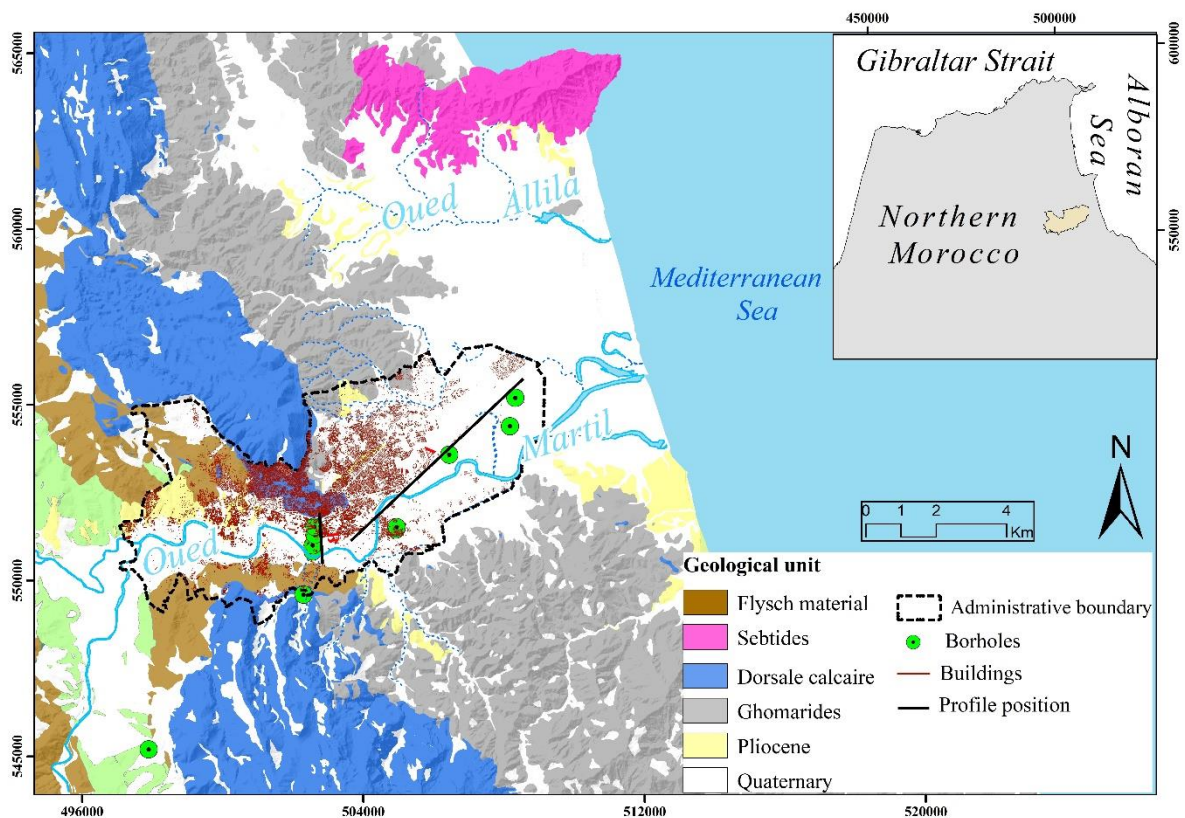 450000
500000
600000
550000
Gibraltar Strait
Alboran
Sea
Northern
Morocco
565000
560000
555000
550000
545000
Oued
Allila
Mediterranean
Sea
Martil
Oued
N
0 1 2 4
Km
Geological unit
Flysch material
Sebtides
Dorsale calcaire
Ghomarides
Pliocene
Quaternary
Administrative boundary
Borholes
Buildings
Profile position
496000
504000
512000
520000